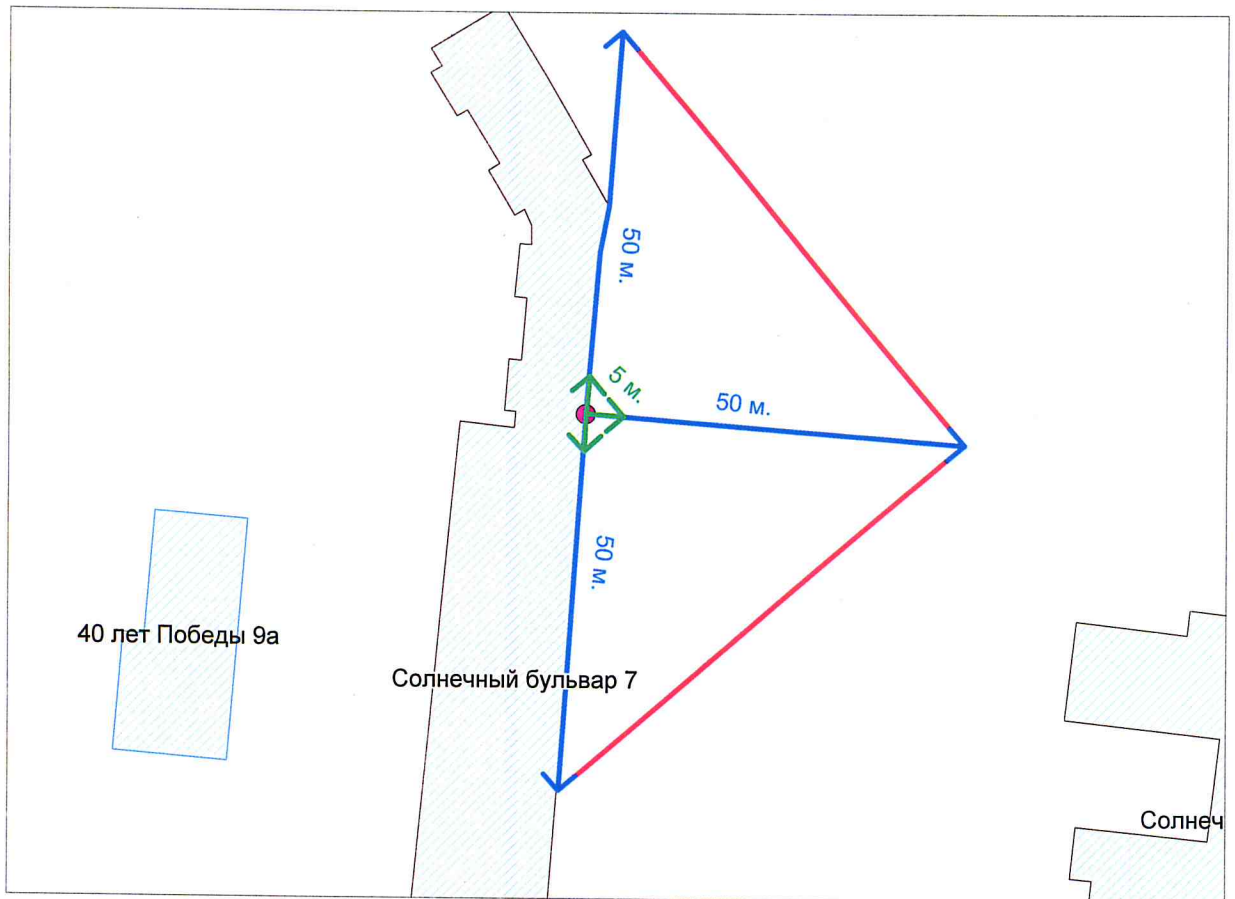 50 м.
5 м.
50 м.
50 м.
40 лет Победы 9а
Солнечный бульвар 7
Солнеч